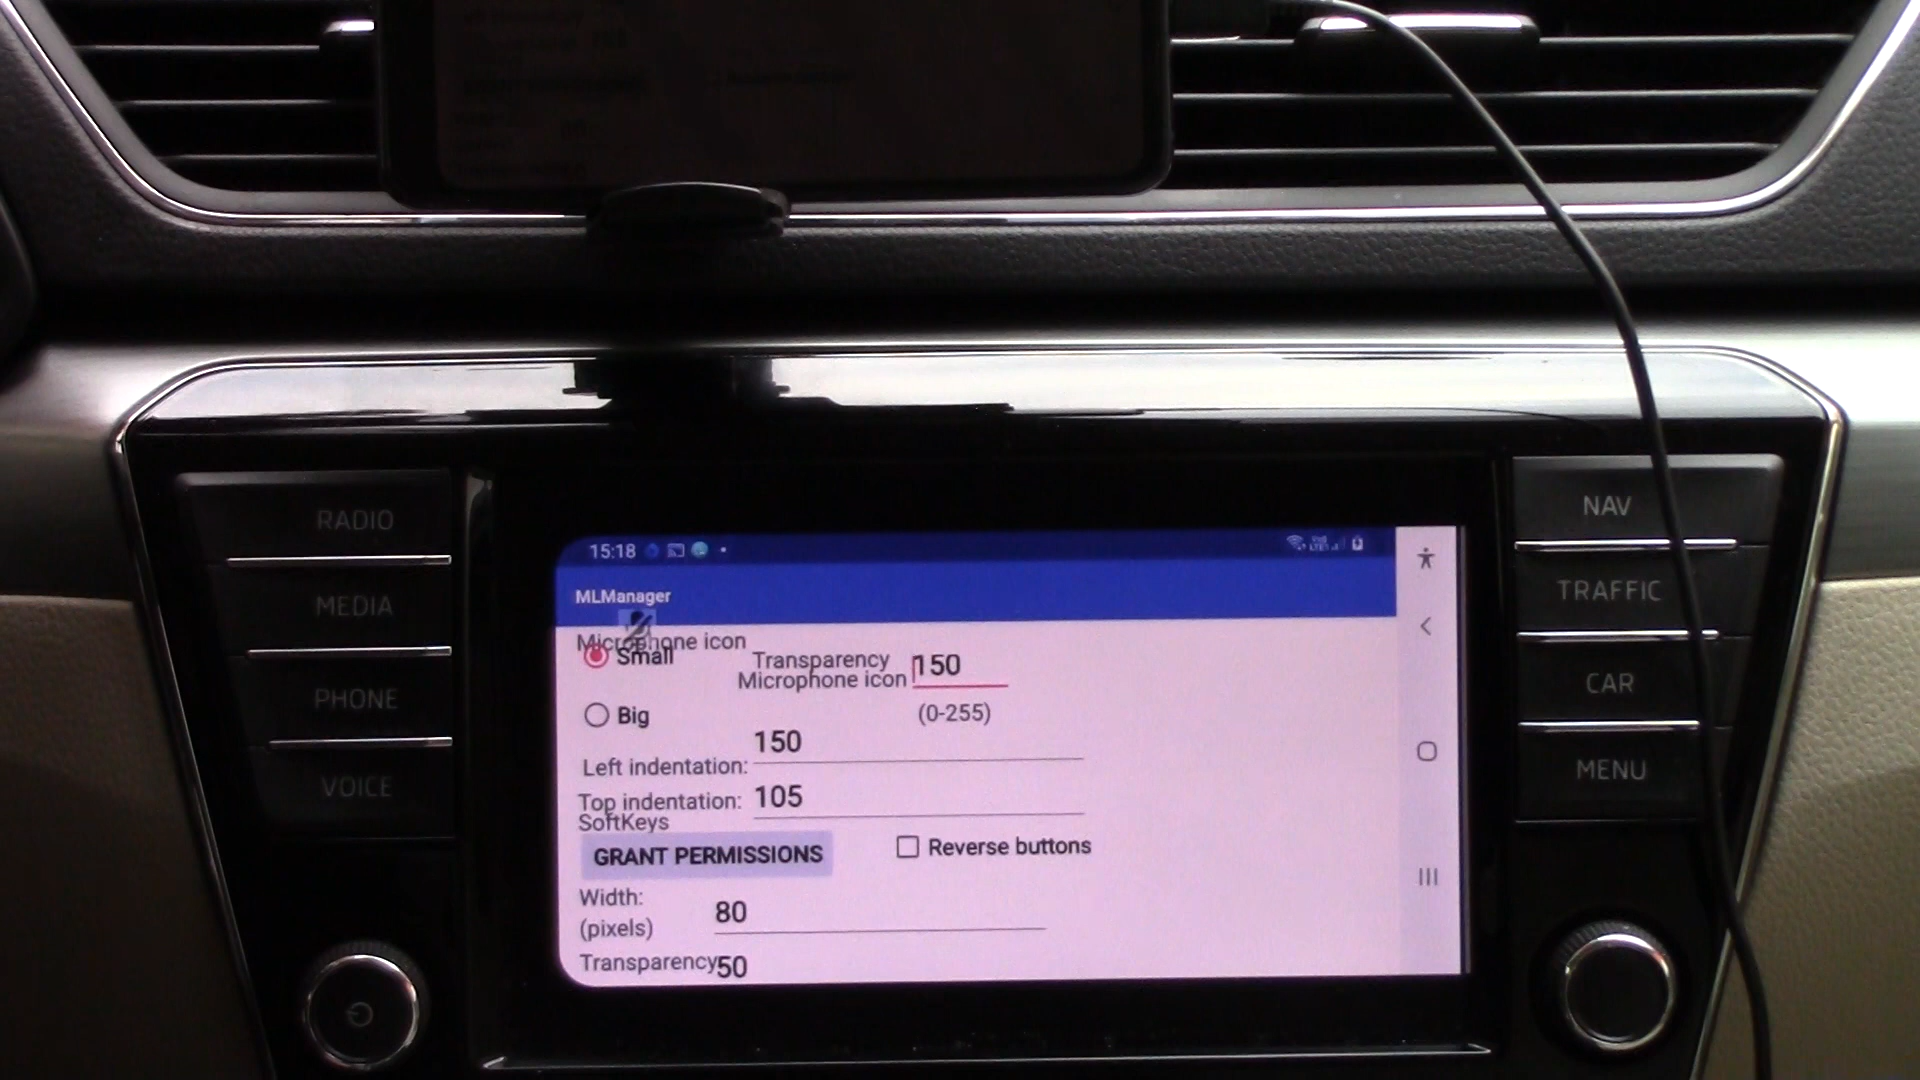 RADIO
MEDIA
PHONE
VOICE
NAV
TRAFFIC
CAR
MENU
15:18
MLManager
Microphone icon
Small
Transparency
Microphone icon
150
Big
(0-255)
150
Left indentation:
Top indentation:
105
SoftKeys
GRANT PERMISSIONS
Reverse buttons
Width:
(pixels)
80
Transparency
50